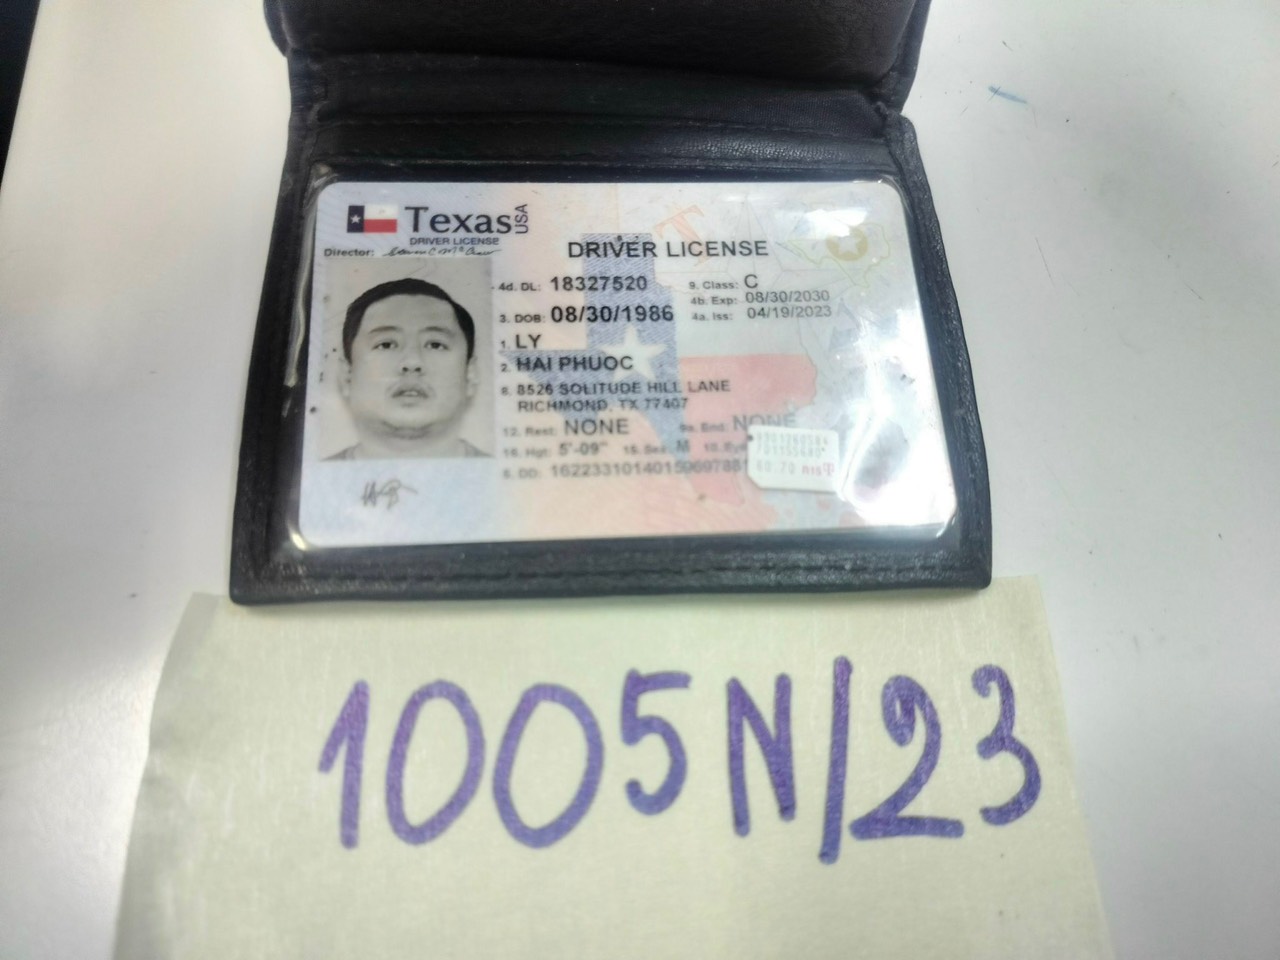 Texas USA
DRIVER LICENSE
Director:
DRIVER LICENSE
4d. DL: 18327520
9. Class: C
4b. Exp: 08/30/2030
3. DOB: 08/30/1986
4a. Iss: 04/19/2023
1. LY
2. HAI PHUOC
8. 8526 SOLITUDE HILL LANE
RICHMOND, TX 77407
12. Rest: NONE 9a. End: NONE
16. Hgt: 5'-09" 15. Sex: M
5. DD:
1005N/23